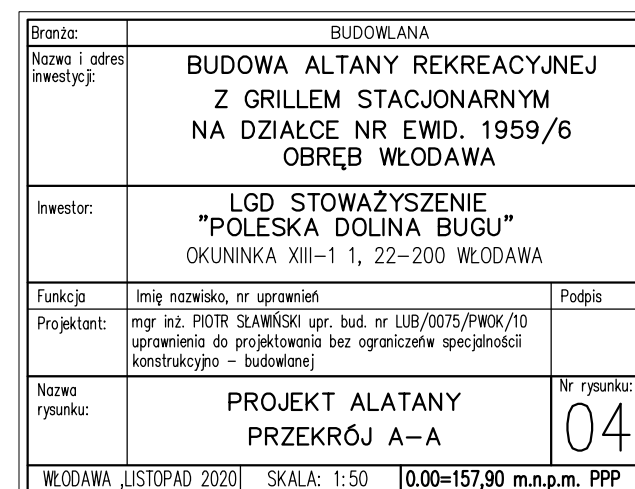 Branża: BUDOWLANA
Nazwa i adres inwestycji:
BUDOWA ALTANY REKREACYJNEJ
Z GRILLEM STACJONARNYM
NA DZIAŁCE NR EWID. 1959/6
OBRĘB WŁODAWA
Inwestor:
LGD STOWAŻYSZENIE
"POLESKA DOLINA BUGU"
OKUNINKA XIII-1 1, 22-200 WŁODAWA
Funkcja Imię nazwisko, nr uprawnień Podpis
Projektant: mgr inż. PIOTR SŁAWIŃSKI upr. bud. nr LUB/0075/PWOK/10
uprawnienia do projektowania bez ograniczeńw specjalnościi
konstrukcyjno - budowlanej
Nazwa rysunku:
PROJEKT ALATANY
PRZEKRÓJ A-A
Nr rysunku:
04
WŁODAWA ,LISTOPAD 2020 SKALA: 1:50 0.00=157,90 m.n.p.m. PPP